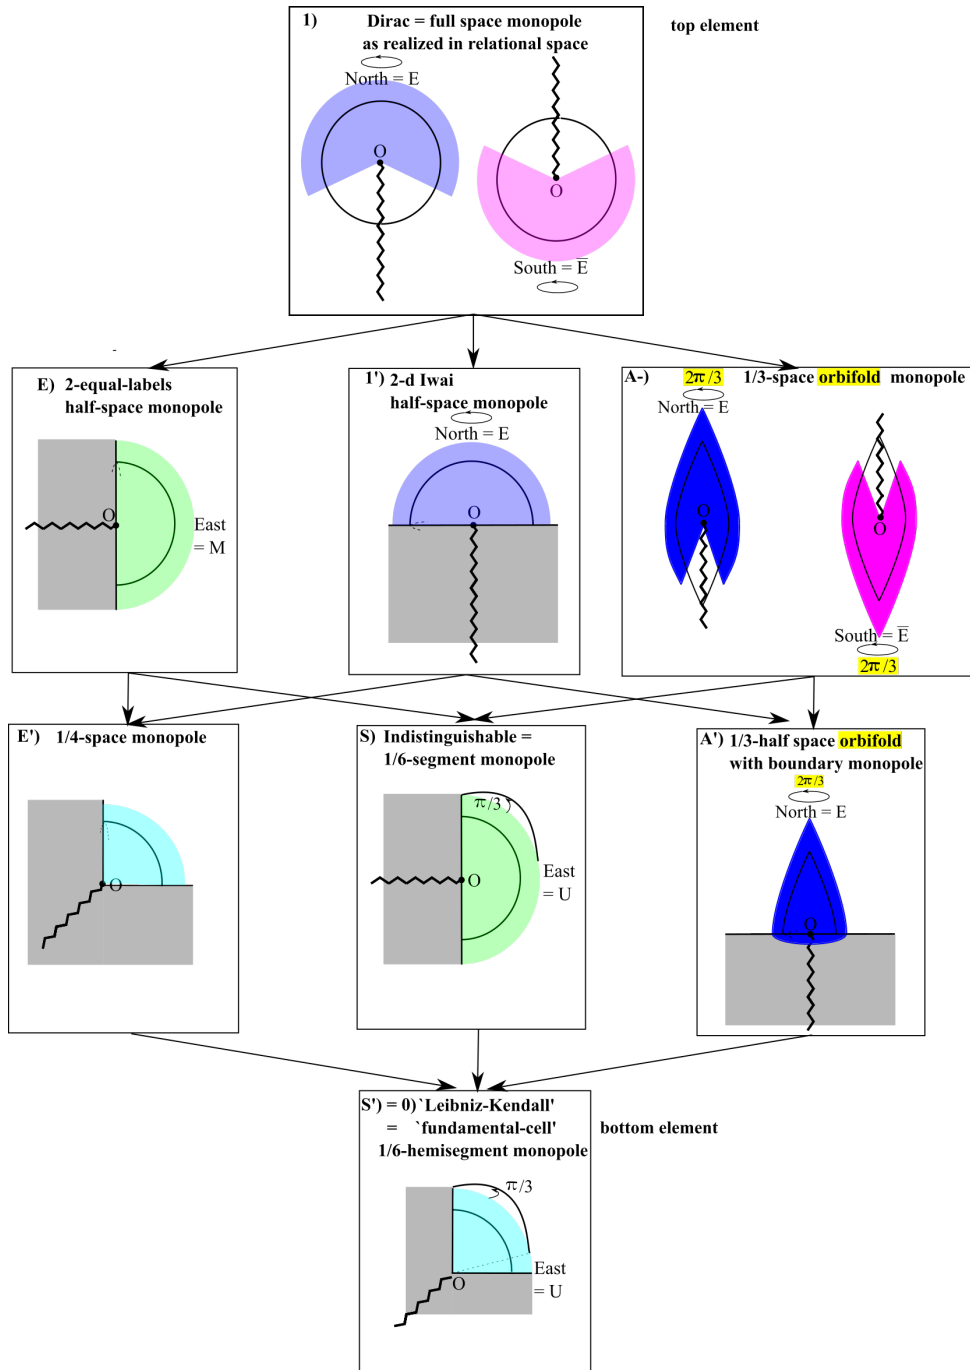 1) Dirac = full space monopole
as realized in relational space
top element
North = E
O
O
South = E̅
E) 2-equal-labels
half-space monopole
O
East
= M
1') 2-d Iwai
half-space monopole
North = E
O
A-) 2π/3 1/3-space orbifold monopole
North = E
O
O
South = E̅
2π/3
E') 1/4-space monopole
O
S) Indistinguishable =
1/6-segment monopole
π/3
East
= U
O
A') 1/3-half space orbifold
with boundary monopole
2π/3
North = E
O
S') = 0) `Leibniz-Kendall'
= `fundamental-cell'
1/6-hemisegment monopole
bottom element
π/3
East
= U
O